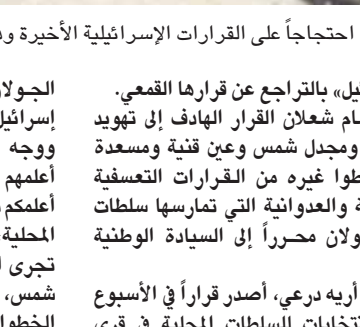 احتجاجاً على القرارات الإسرائيلية الأخيرة
يل» بالتراجع عن قرارها القمعي.
ام شعلان القرار الهادف إلى تهويد
ومجدل شمس وعين قنية ومسعدة
طوا غيره من القرارات التعسفية
ة والعدوانية التي تمارسها سلطات
ولان محرراً إلى السيادة الوطنية
أريه درعي، أصدر قراراً في الأسبوع
الجولان
إسرائيل
ووجه
أعلمهم
أعلمكم
المحلية
تجرى
شمس،
الخطوا